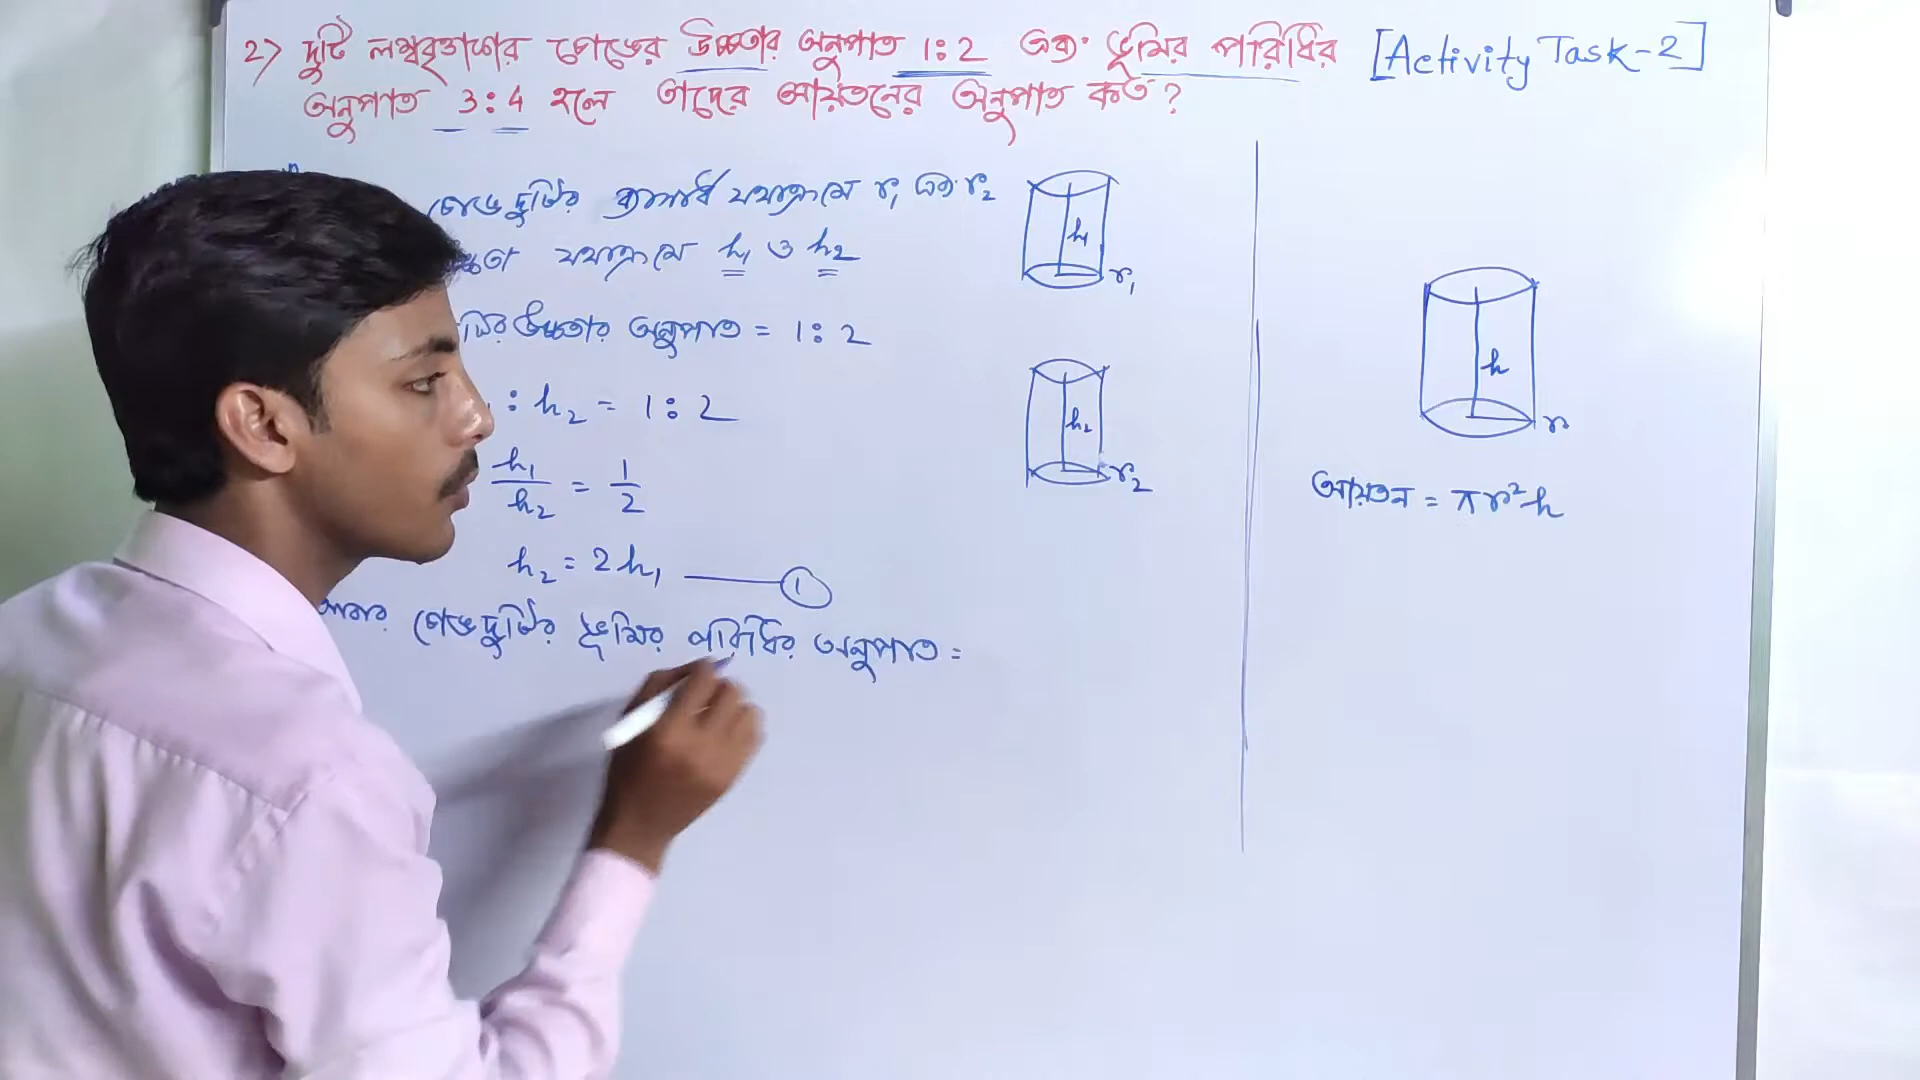 2) দুটি লম্ববৃত্তাকার চোঙের উচ্চতার অনুপাত 1:2 এবং ভূমির পরিধির [Activity Task-2]
অনুপাত 3:4 হলে তাদের আয়তনের অনুপাত কত?
চোঙ দুটির ব্যাসার্ধ যথাক্রমে r₁ এবং r₂
যথাক্রমে h₁ ও h₂
উচ্চতার অনুপাত = 1:2
: h₂ = 1:2
h₁/h₂ = 1/2
h₂ = 2h₁ ——— ①
আবার চোঙ দুটির ভূমির পরিধির অনুপাত =
h₁
r₁
h₂
r₂
h
r
আয়তন = πr²h